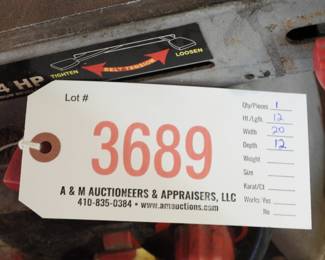 4 HP
TIGHTEN
BELT TENSION
LOOSEN
Lot #
3689
A & M AUCTIONEERS & APPRAISERS, LLC
410-835-0384 • www.amauctions.com
Qty/Pieces 1
Ht./Lgth. 12
Width 20
Depth 12
Weight
Size
Karat/Ct
Works: Yes
No